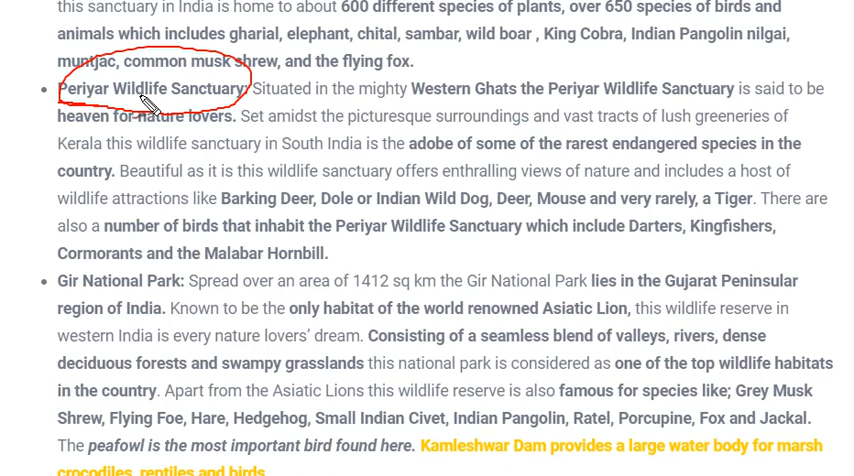 this sanctuary in India is home to about 600 different species of plants, over 650 species of birds and
animals which includes gharial, elephant, chital, sambar, wild boar , King Cobra, Indian Pangolin nilgai,
muntjac, common musk shrew, and the flying fox.
Periyar Wildlife Sanctuary: Situated in the mighty Western Ghats the Periyar Wildlife Sanctuary is said to be
heaven for nature lovers. Set amidst the picturesque surroundings and vast tracts of lush greeneries of
Kerala this wildlife sanctuary in South India is the adobe of some of the rarest endangered species in the
country. Beautiful as it is this wildlife sanctuary offers enthralling views of nature and includes a host of
wildlife attractions like Barking Deer, Dole or Indian Wild Dog, Deer, Mouse and very rarely, a Tiger. There are
also a number of birds that inhabit the Periyar Wildlife Sanctuary which include Darters, Kingfishers,
Cormorants and the Malabar Hornbill.
Gir National Park: Spread over an area of 1412 sq km the Gir National Park lies in the Gujarat Peninsular
region of India. Known to be the only habitat of the world renowned Asiatic Lion, this wildlife reserve in
western India is every nature lovers’ dream. Consisting of a seamless blend of valleys, rivers, dense
deciduous forests and swampy grasslands this national park is considered as one of the top wildlife habitats
in the country. Apart from the Asiatic Lions this wildlife reserve is also famous for species like; Grey Musk
Shrew, Flying Foe, Hare, Hedgehog, Small Indian Civet, Indian Pangolin, Ratel, Porcupine, Fox and Jackal.
The peafowl is the most important bird found here. Kamleshwar Dam provides a large water body for marsh
crocodiles, reptiles and birds.